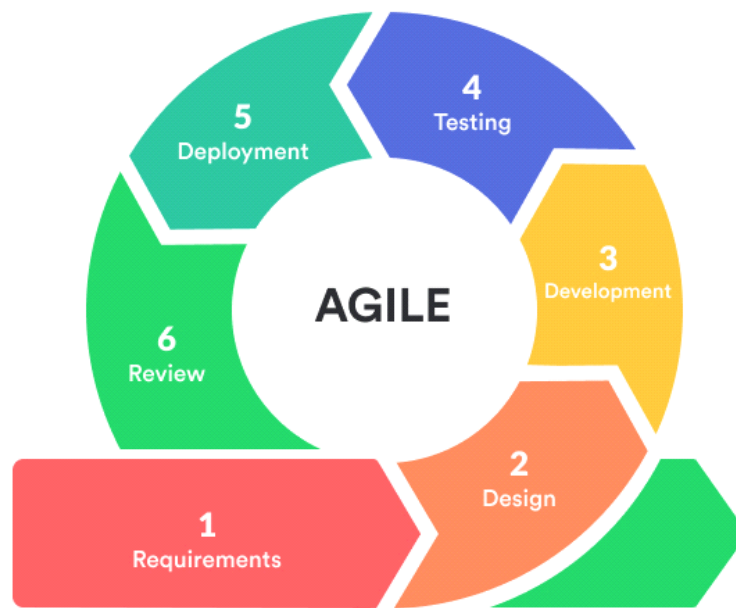 AGILE
1
Requirements
2
Design
3
Development
4
Testing
5
Deployment
6
Review